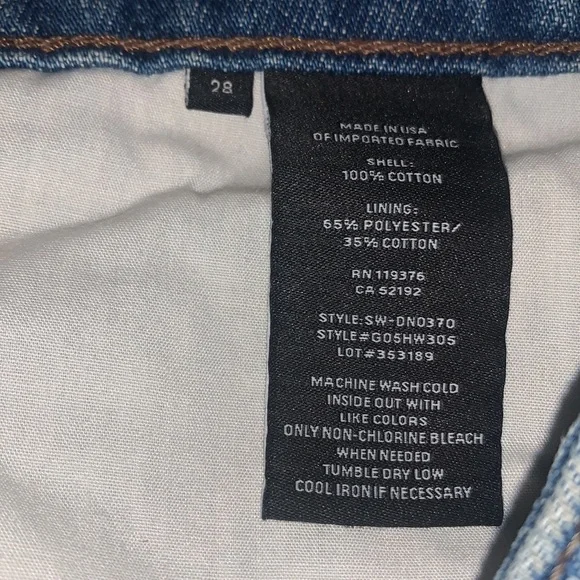 28
MADE IN USA
OF IMPORTED FABRIC
SHELL:
100% COTTON
LINING:
65% POLYESTER/
35% COTTON
RN 119376
CA 52192
STYLE:SW-DN0370
STYLE#G05HW305
LOT#353189
MACHINE WASH COLD
INSIDE OUT WITH
LIKE COLORS
ONLY NON-CHLORINE BLEACH
WHEN NEEDED
TUMBLE DRY LOW
COOL IRON IF NECESSARY